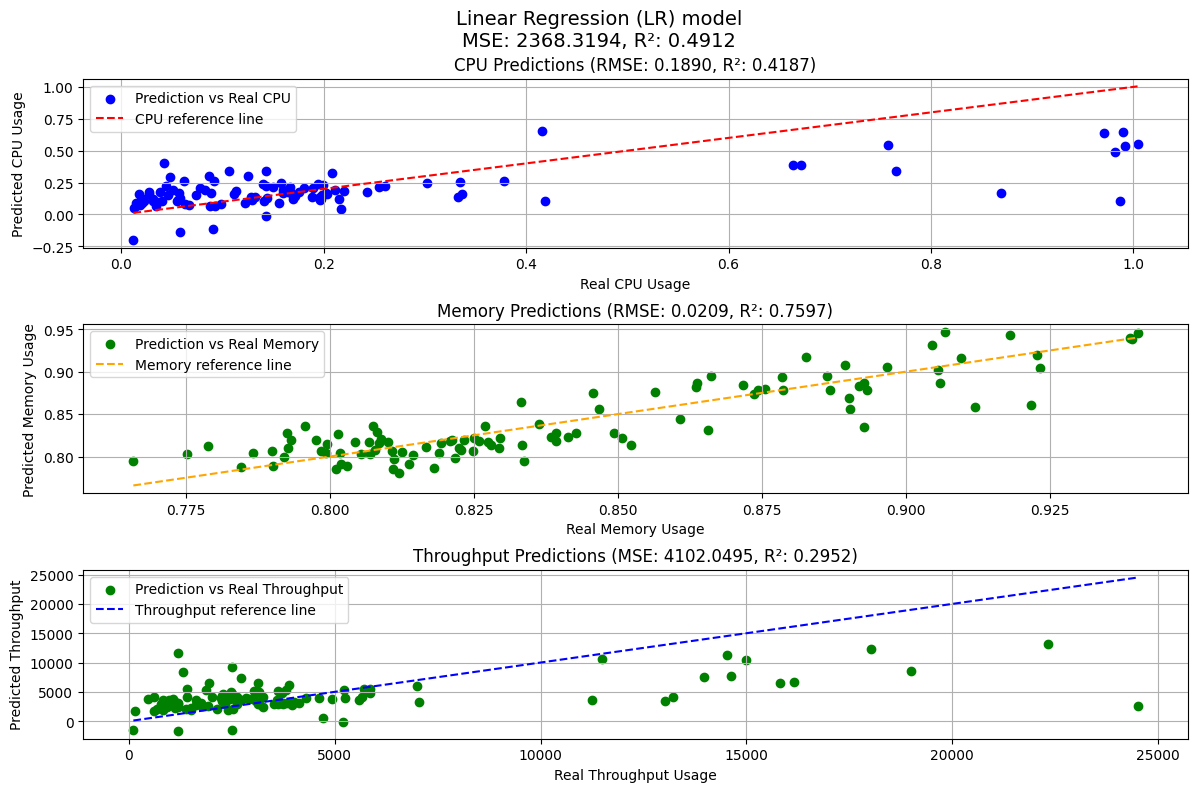 Linear Regression (LR) model
MSE: 2368.3194, R²: 0.4912
CPU Predictions (RMSE: 0.1890, R²: 0.4187)
Predicted CPU Usage
1.00
0.75
0.50
0.25
0.00
−0.25
Prediction vs Real CPU
CPU reference line
0.0 0.2 0.4 0.6 0.8 1.0
Real CPU Usage
Memory Predictions (RMSE: 0.0209, R²: 0.7597)
Predicted Memory Usage
0.95
0.90
0.85
0.80
Prediction vs Real Memory
Memory reference line
0.775 0.800 0.825 0.850 0.875 0.900 0.925
Real Memory Usage
Throughput Predictions (MSE: 4102.0495, R²: 0.2952)
Predicted Throughput
25000
20000
15000
10000
5000
0
Prediction vs Real Throughput
Throughput reference line
0 5000 10000 15000 20000 25000
Real Throughput Usage